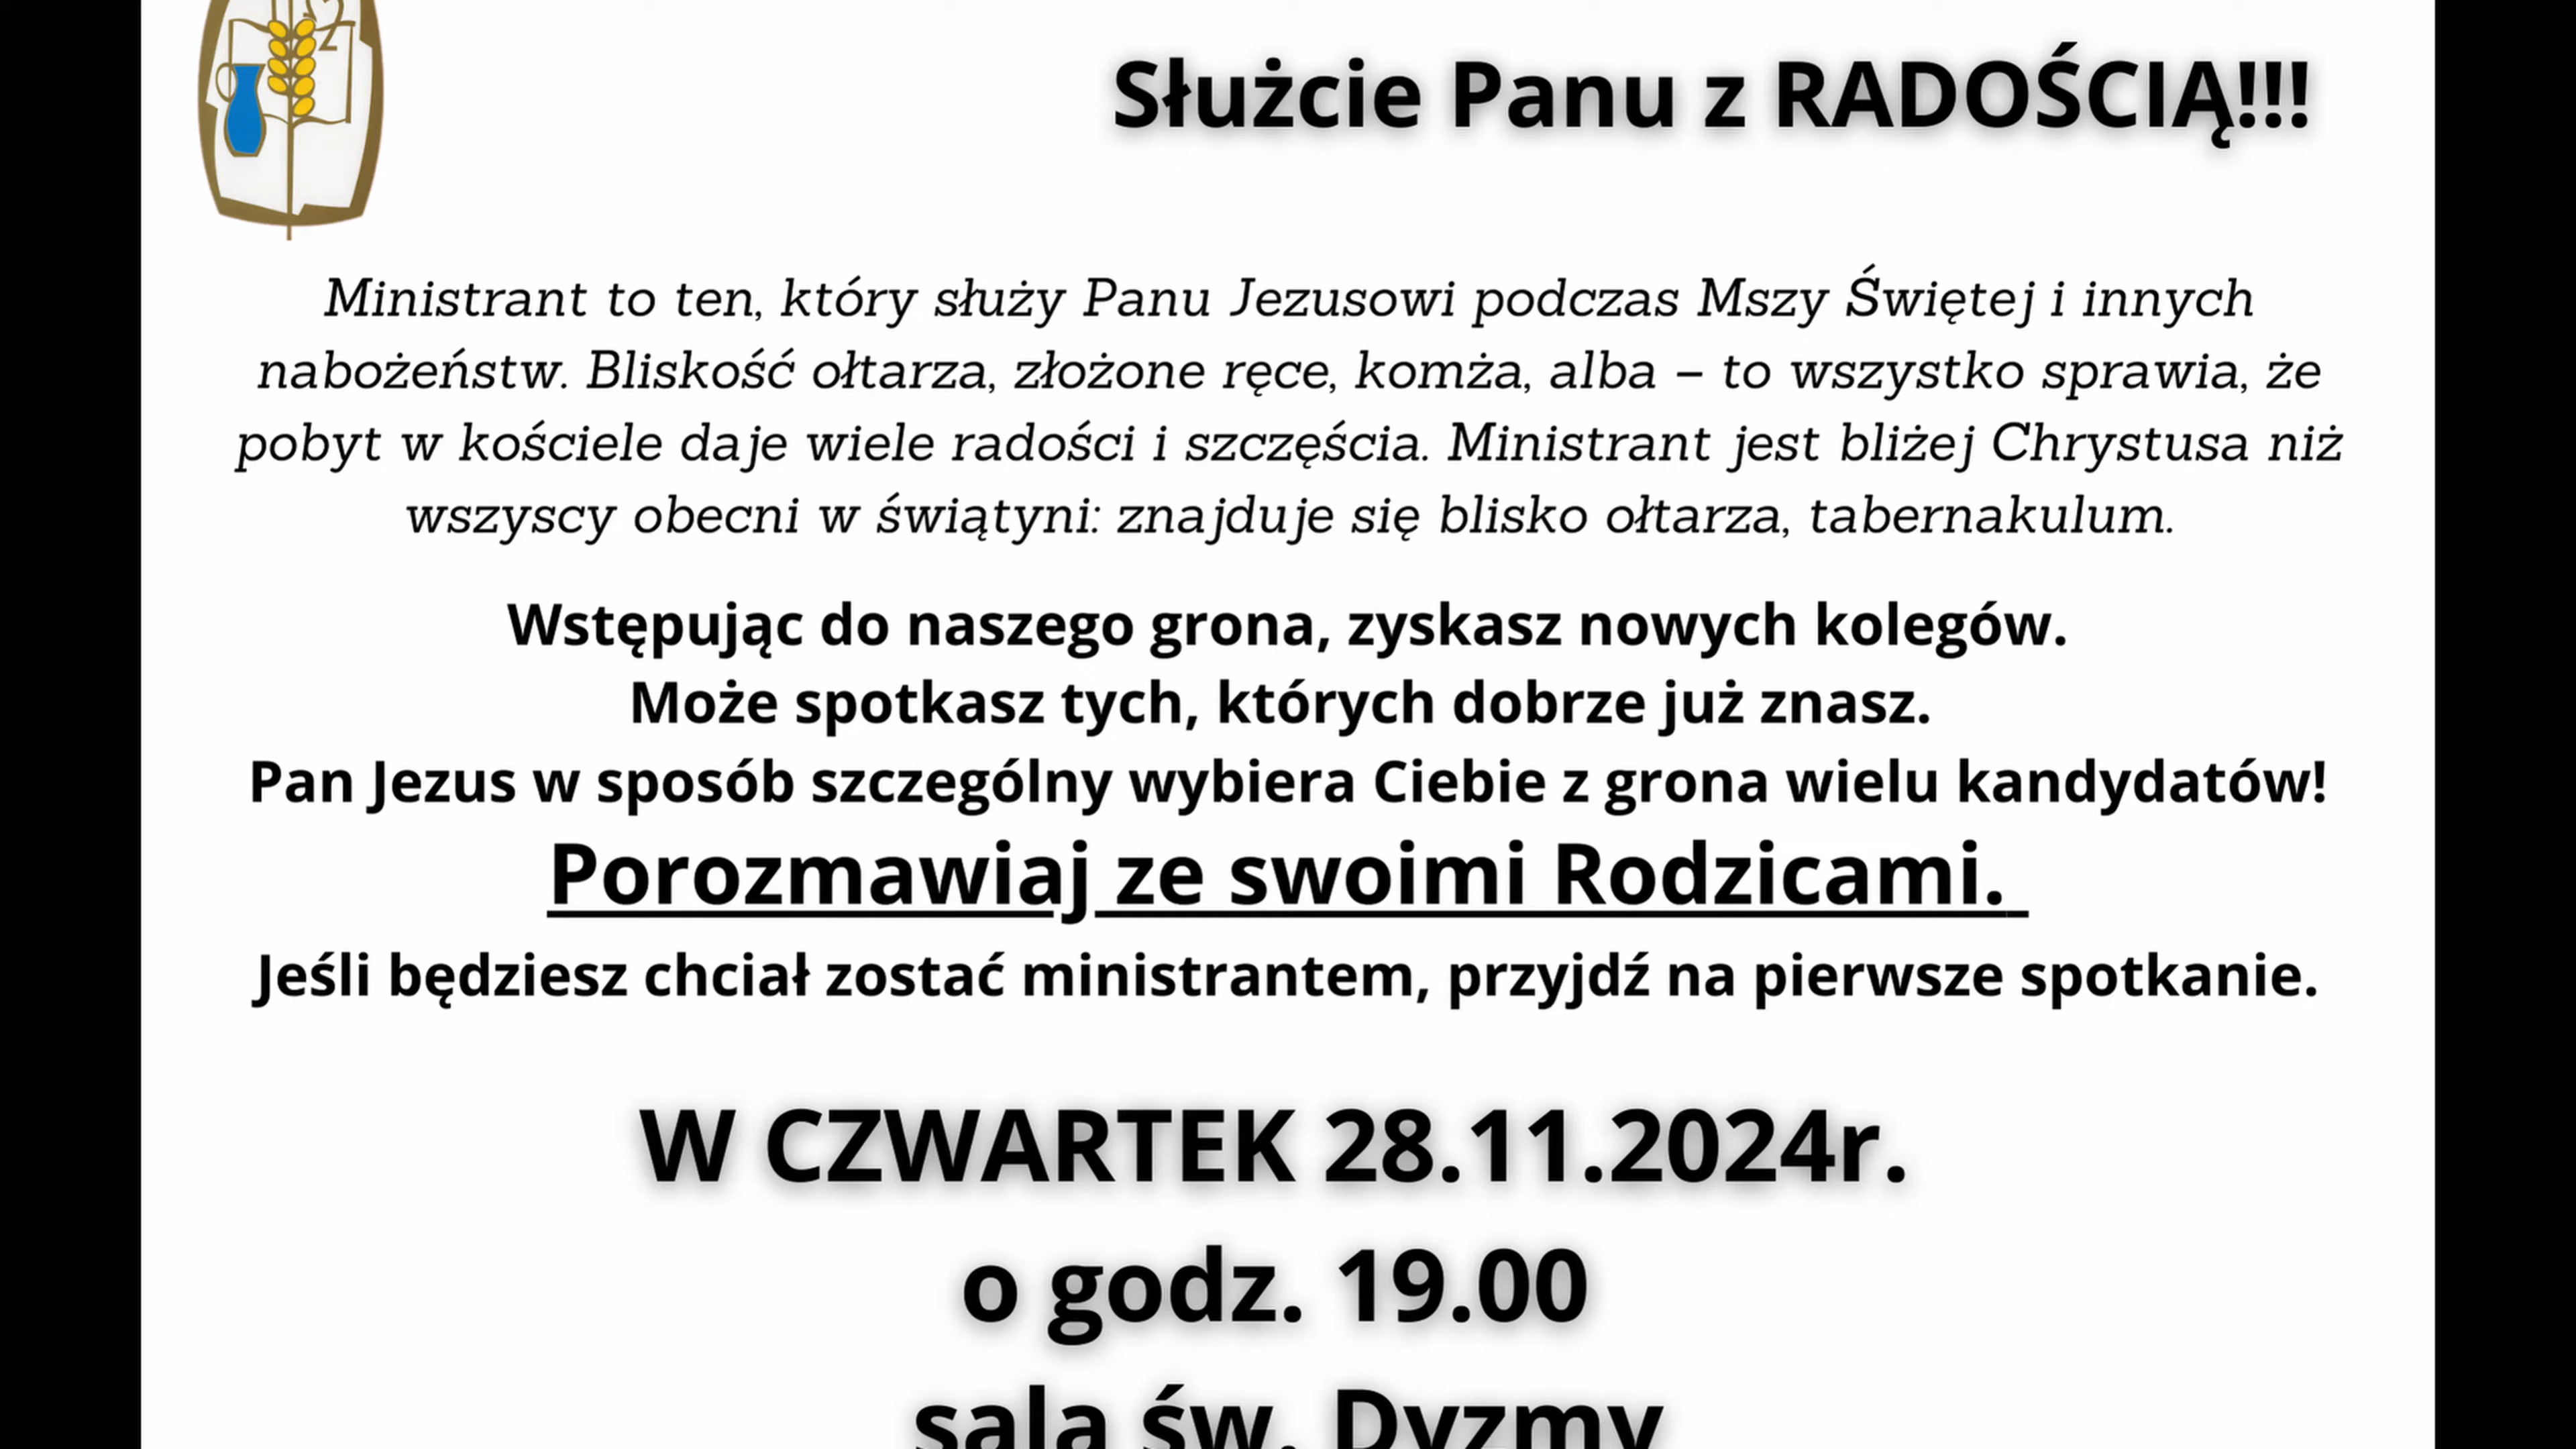 Służcie Panu z RADOŚCIĄ!!!
Ministrant to ten, który służy Panu Jezusowi podczas Mszy Świętej i innych
nabożeństw. Bliskość ołtarza, złożone ręce, komża, alba – to wszystko sprawia, że
pobyt w kościele daje wiele radości i szczęścia. Ministrant jest bliżej Chrystusa niż
wszyscy obecni w świątyni: znajduje się blisko ołtarza, tabernakulum.
Wstępując do naszego grona, zyskasz nowych kolegów.
Może spotkasz tych, których dobrze już znasz.
Pan Jezus w sposób szczególny wybiera Ciebie z grona wielu kandydatów!
Porozmawiaj ze swoimi Rodzicami.
Jeśli będziesz chciał zostać ministrantem, przyjdź na pierwsze spotkanie.
W CZWARTEK 28.11.2024r.
o godz. 19.00
sala św. Dyzmy